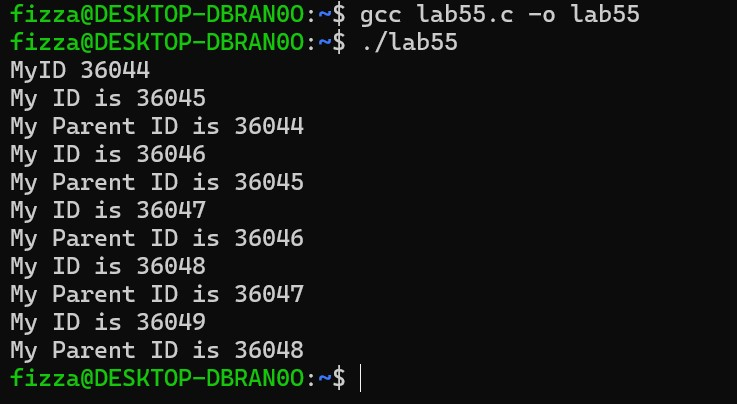 fizza@DESKTOP-DBRAN0O:~$ gcc lab55.c -o lab55
fizza@DESKTOP-DBRAN0O:~$ ./lab55
MyID 36044
My ID is 36045
My Parent ID is 36044
My ID is 36046
My Parent ID is 36045
My ID is 36047
My Parent ID is 36046
My ID is 36048
My Parent ID is 36047
My ID is 36049
My Parent ID is 36048
fizza@DESKTOP-DBRAN0O:~$